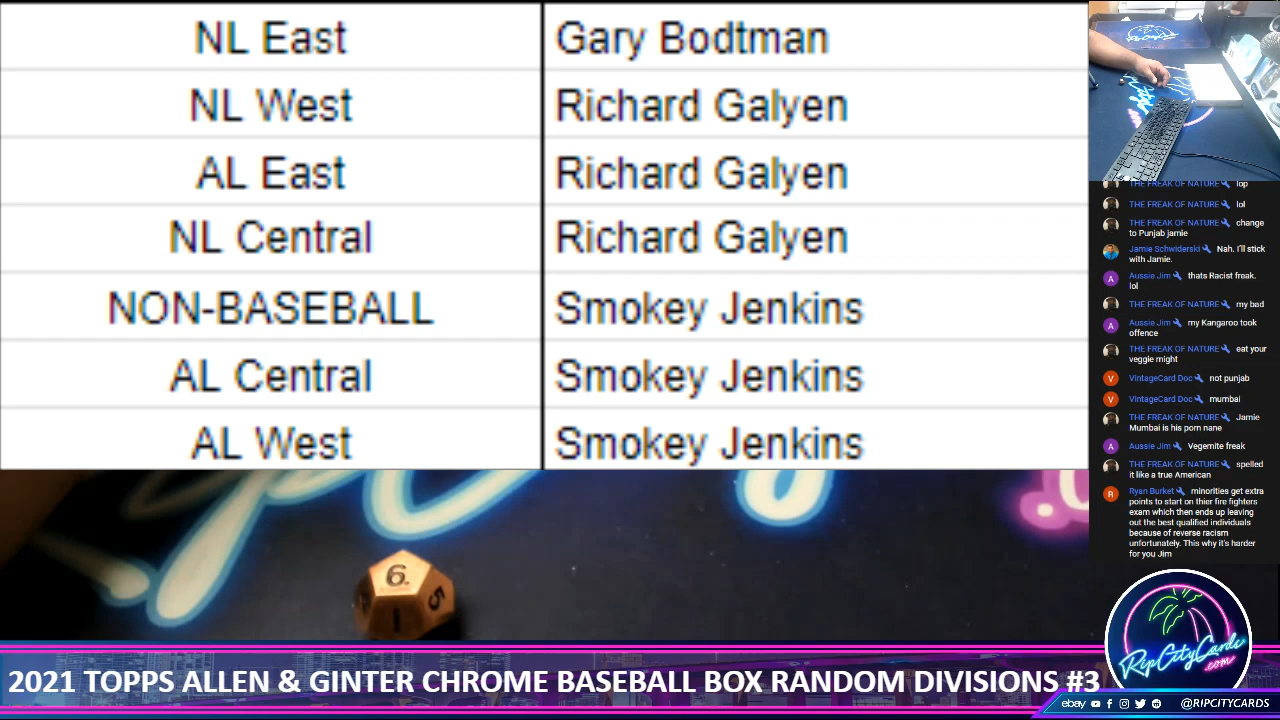 NL East Gary Bodtman
NL West Richard Galyen
AL East Richard Galyen
NL Central Richard Galyen
NON-BASEBALL Smokey Jenkins
AL Central Smokey Jenkins
AL West Smokey Jenkins
THE FREAK OF NATURE lop
THE FREAK OF NATURE lol
THE FREAK OF NATURE change
to Punjab jamie
Jamie Schwiderski Nah. I'll stick
with Jamie.
Aussie Jim thats Racist freak.
lol
THE FREAK OF NATURE my bad
Aussie Jim my Kangaroo took
offence
THE FREAK OF NATURE eat your
veggie might
VintageCard Doc not punjab
VintageCard Doc mumbai
THE FREAK OF NATURE Jamie
Mumbai is his porn nane
Aussie Jim Vegemite freak
THE FREAK OF NATURE spelled
it like a true American
Ryan Burket minorities get extra
points to start on thier fire fighters
exam which then ends up leaving
out the best qualified individuals
because of reverse racism
unfortunately. This why it's harder
for you Jim
A
A
V
V
A
R
6.
5
1
RipCityCards
.com
2021 TOPPS ALLEN & GINTER CHROME BASEBALL BOX RANDOM DIVISIONS #3
ebay @RIPCITYCARDS